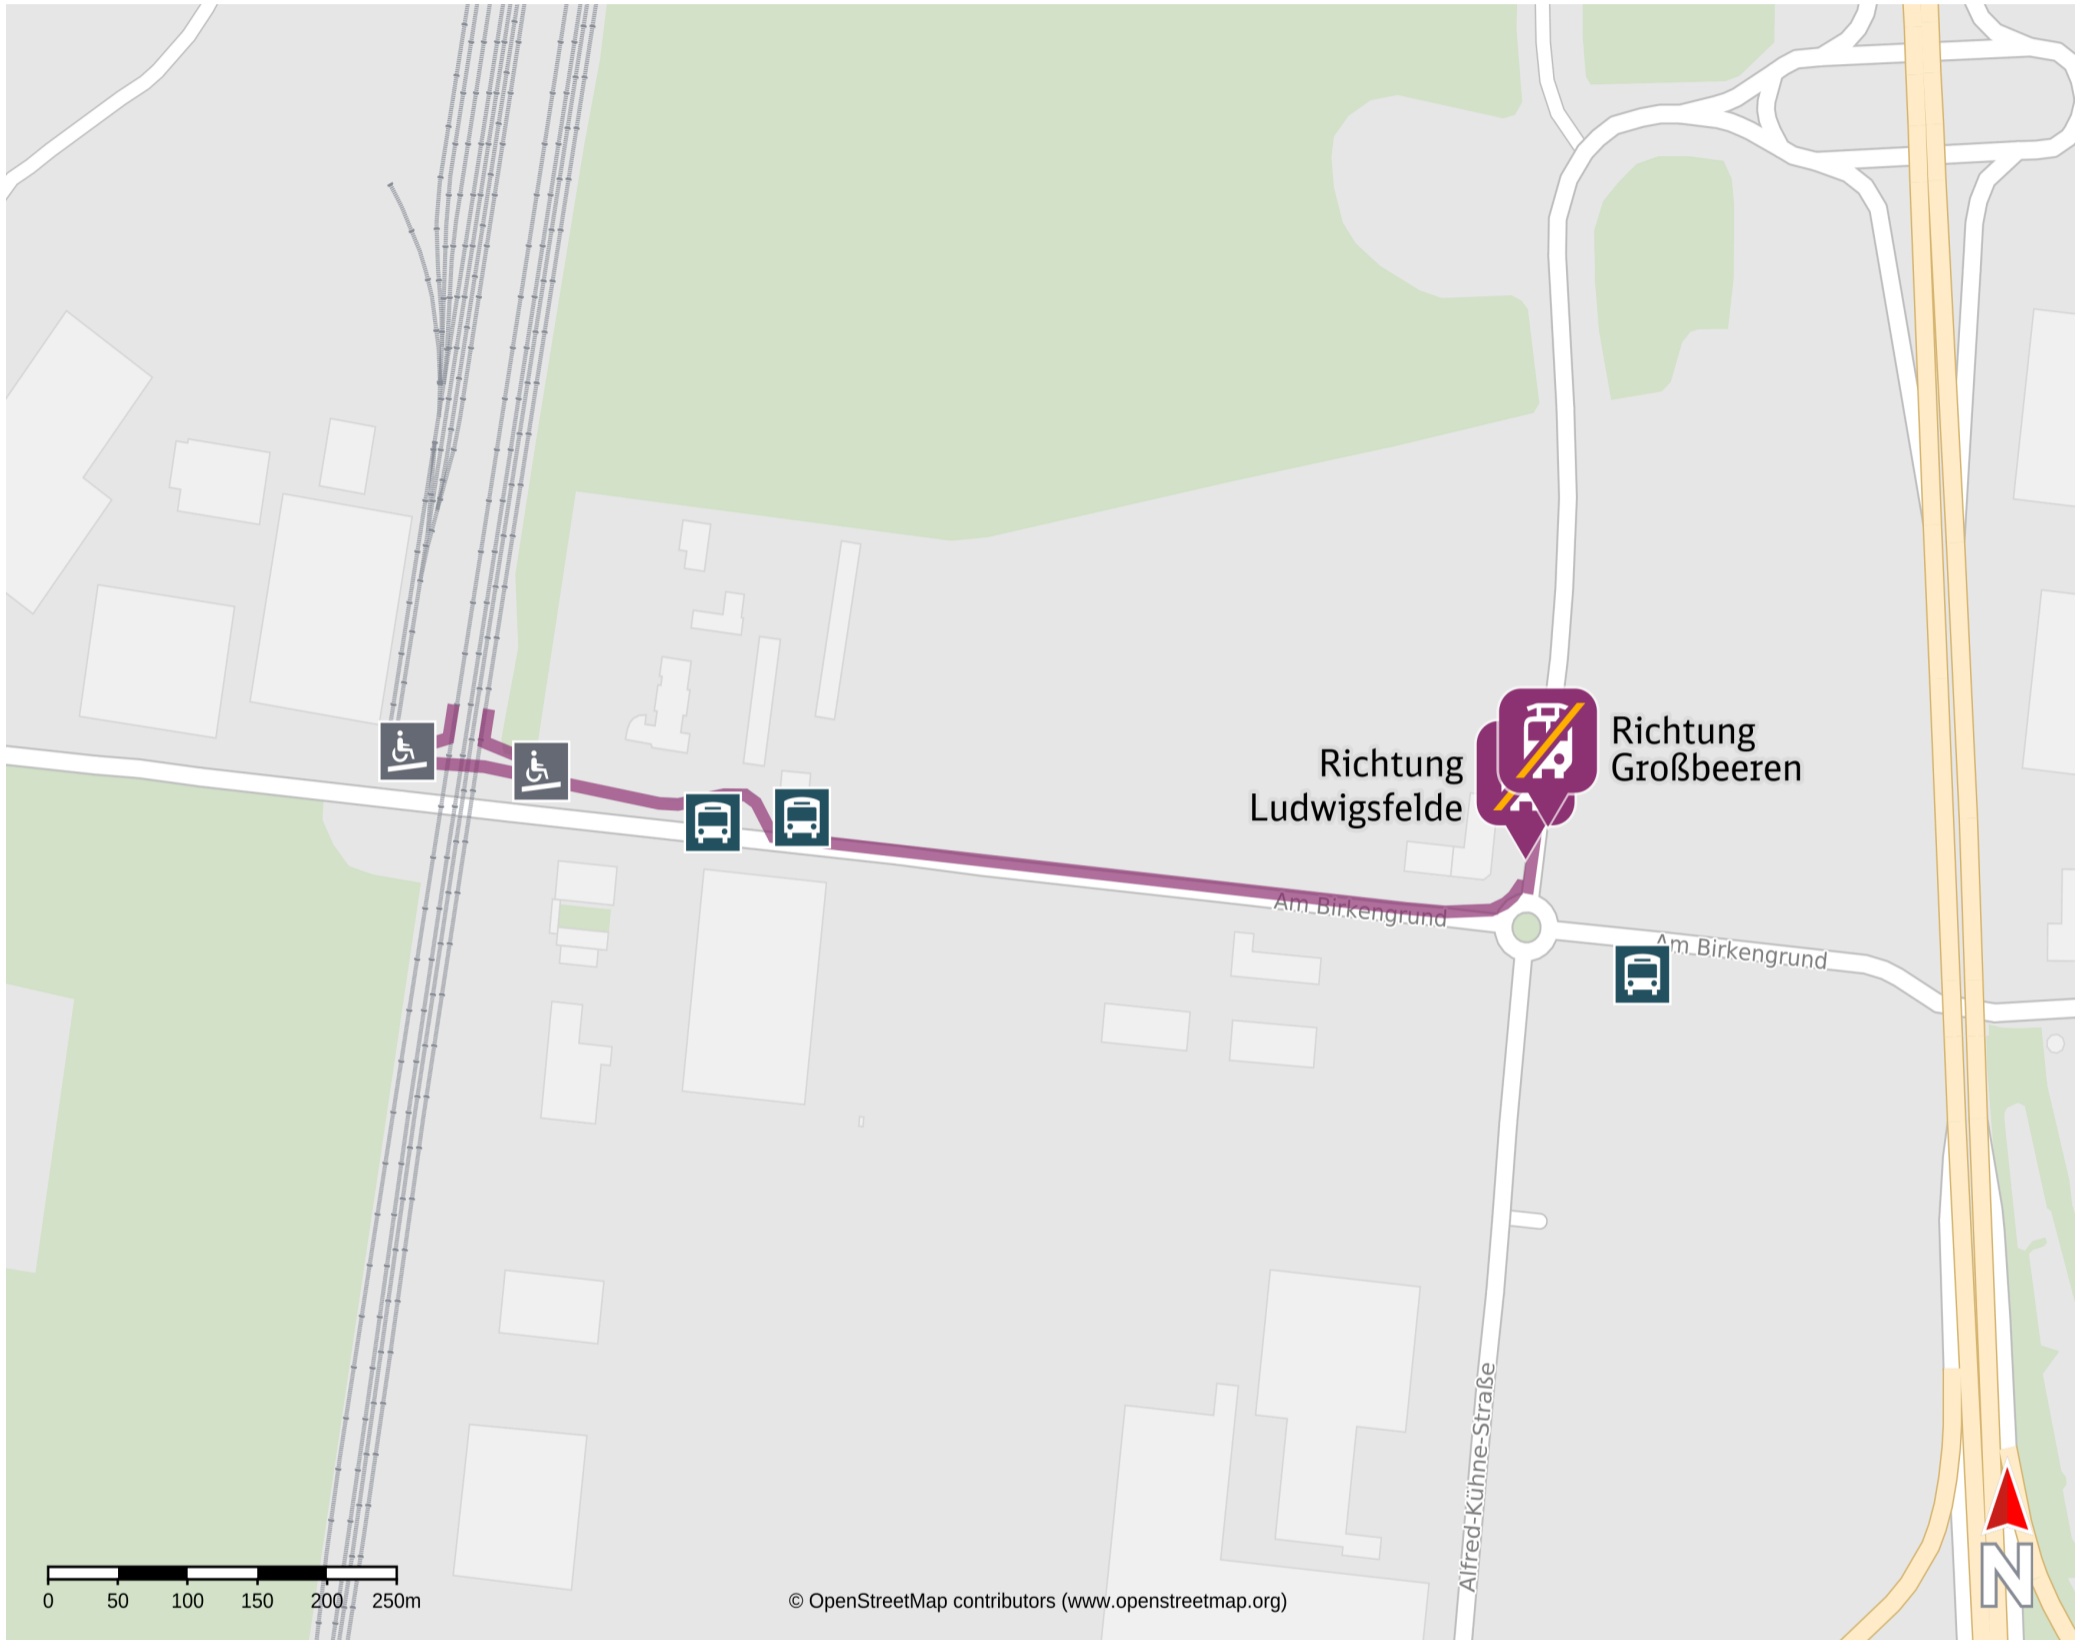 Richtung
Großbeeren
Richtung
Ludwigsfelde
Am Birkengrund
Am Birkengrund
Alfred-Kühne-Straße
0 50 100 150 200 250m
© OpenStreetMap contributors (www.openstreetmap.org)
N